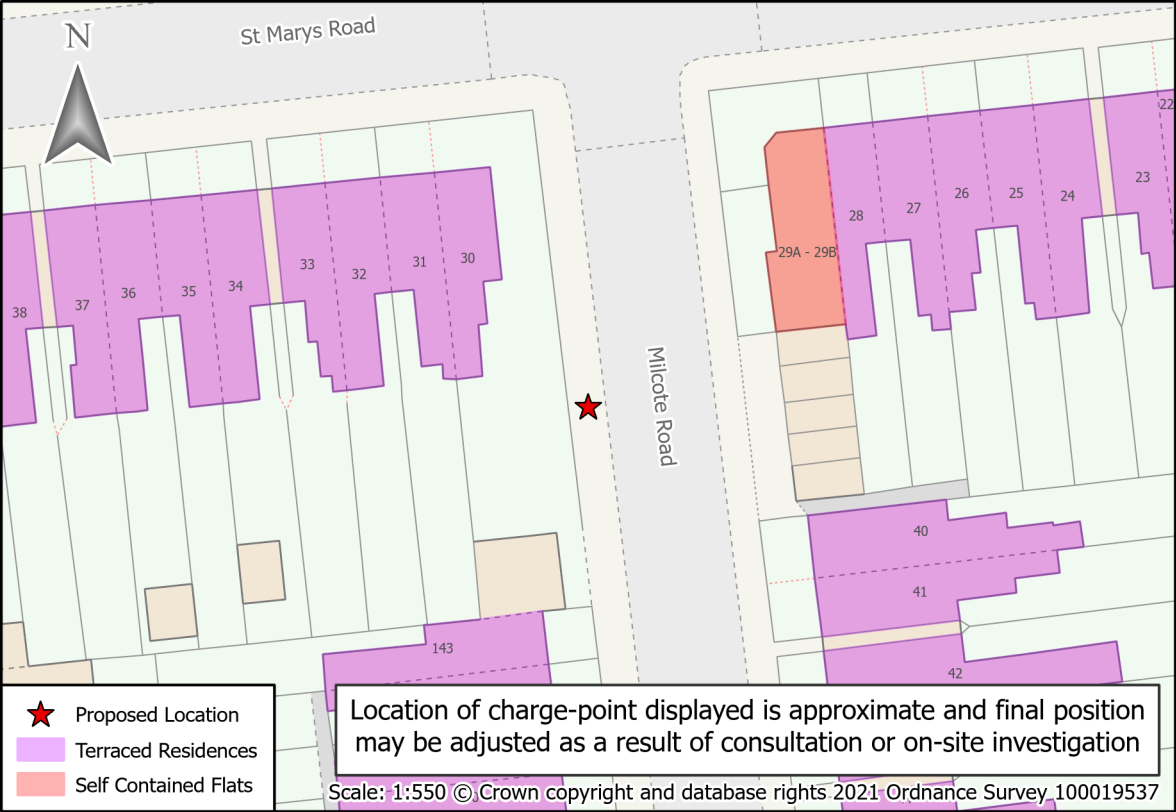 N
St Marys Road
22
23
24
25
26
27
28
29A - 29B
30
31
32
33
34
35
36
37
38
Milcote Road
40
41
42
143
Proposed Location
Terraced Residences
Self Contained Flats
Location of charge-point displayed is approximate and final position
may be adjusted as a result of consultation or on-site investigation
Scale: 1:550 © Crown copyright and database rights 2021 Ordnance Survey 100019537